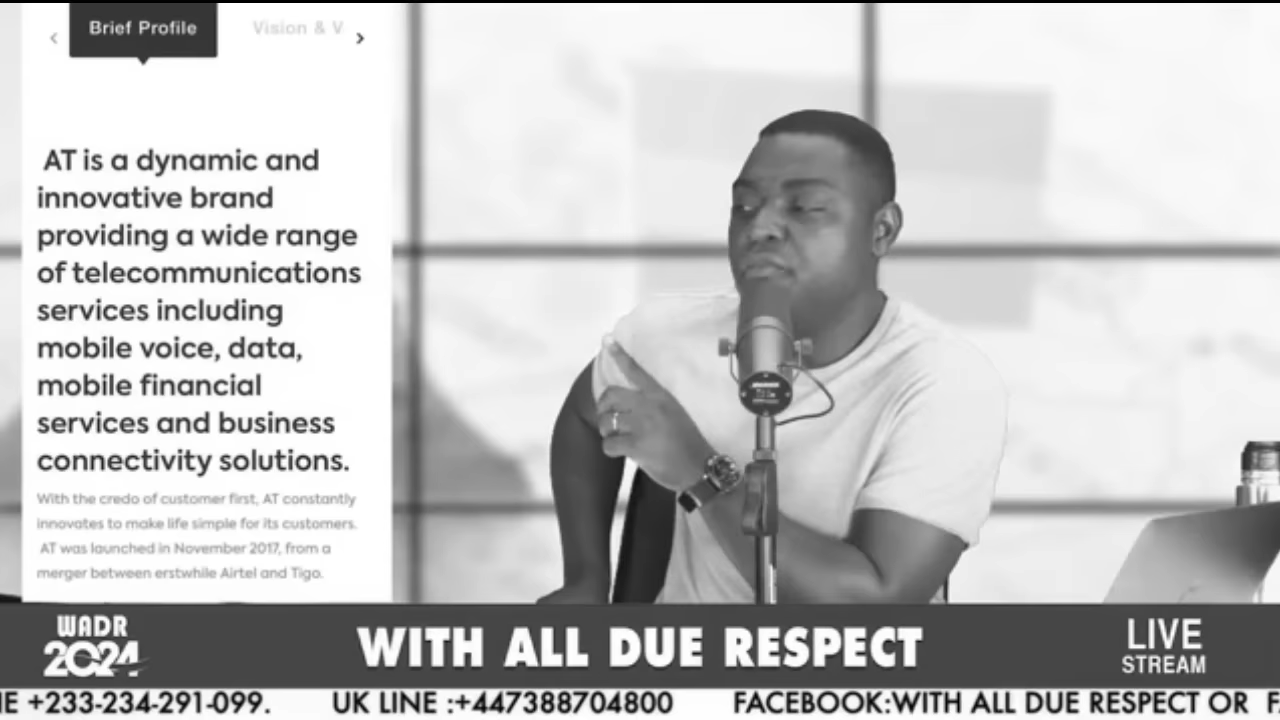 Brief Profile
Vision & V
AT is a dynamic and
innovative brand
providing a wide range
of telecommunications
services including
mobile voice, data,
mobile financial
services and business
connectivity solutions.
With the credo of customer first, AT constantly
innovates to make life simple for its customers.
AT was launched in November 2017, from a
merger between erstwhile Airtel and Tigo.
WADR
2024
WITH ALL DUE RESPECT
LIVE
STREAM
+233-234-291-099.
UK LINE :+447388704800
FACEBOOK:WITH ALL DUE RESPECT OR